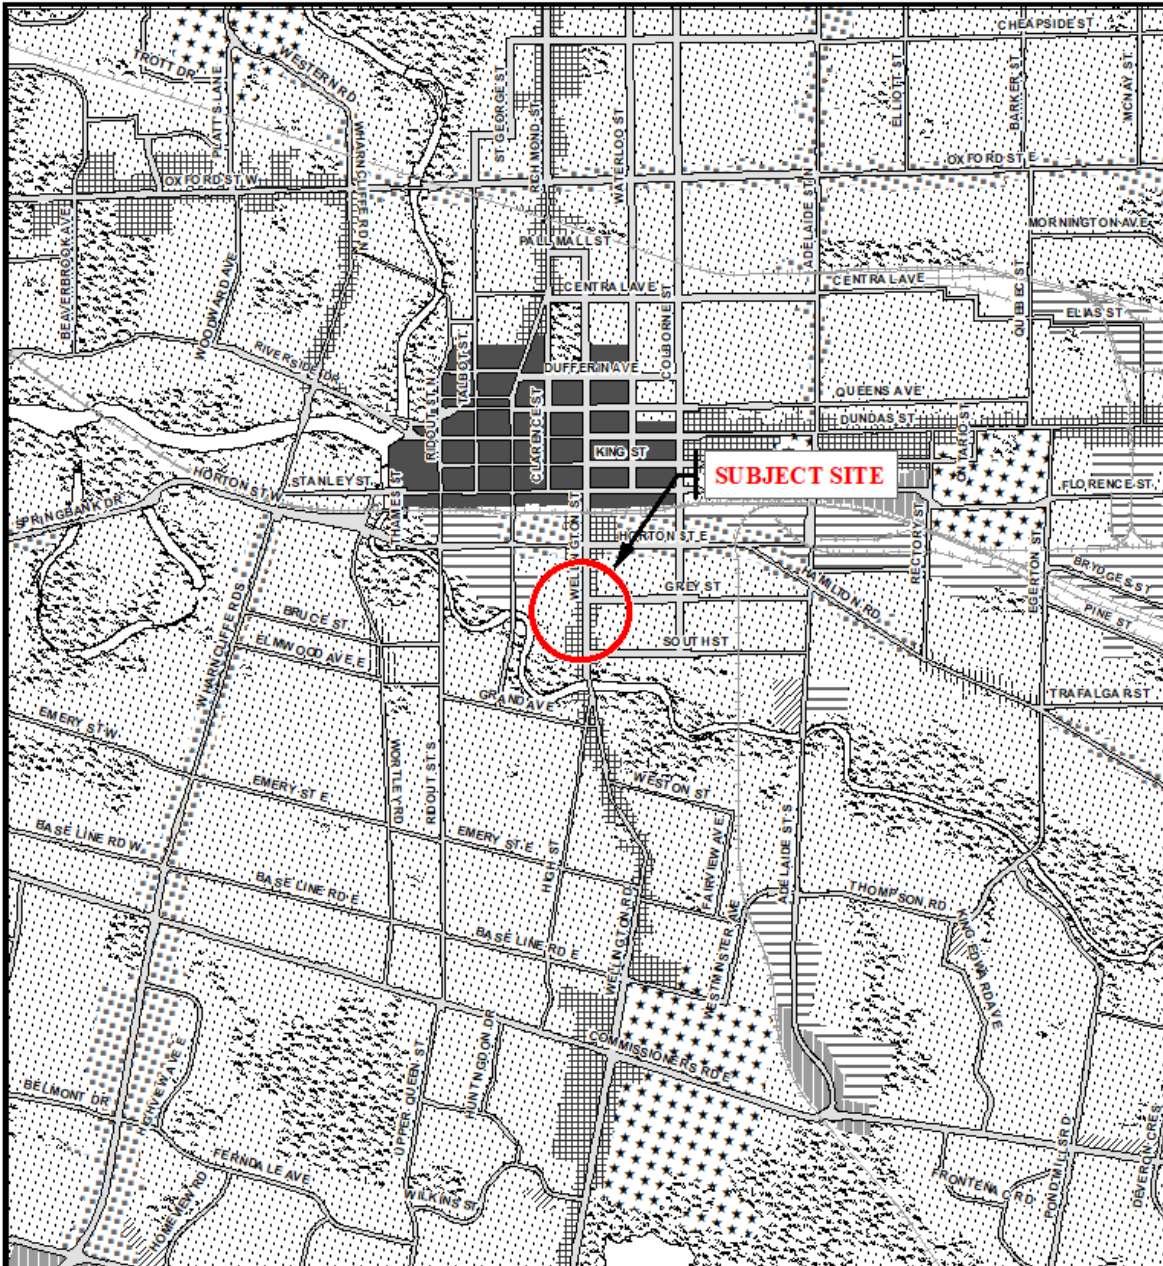 CHEAPSIDE ST
TROTT DR
WESTERN RD
PLATT'S LANE
ST GEORGE ST
RICHMOND ST
WATERLOO ST
ELLIOTT ST
BARKER ST
MCNAY ST
WHARNCLIFFE RD N
OXFORD ST W
OXFORD ST E
ADELAIDE ST N
BEAVERBROOK AVE
WOODWARD AVE
PALL MALL ST
MORNINGTON AVE
CENTRAL AVE
CENTRAL AVE
QUEBEC ST
ELIAS ST
COLBORNE ST
RIVERSIDE DR
TALBOT ST
RIDOUT ST N
DUFFERIN AVE
CLARENCE ST
QUEENS AVE
DUNDAS ST
ONTARIO ST
KING ST
SUBJECT SITE
HORTON ST W
STANLEY ST
THAMES ST
SPRINGBANK DR
WELLINGTON ST
FLORENCE ST
RECTORY ST
EGERTON ST
HORTON ST E
HAMILTON RD
BRYDGES ST
PINE ST
GREY ST
WHARNCLIFFE RD S
BRUCE ST
ELMWOOD AVE E
SOUTH ST
GRAND AVE
TRAFALGAR ST
EMERY ST W
WORTLEY RD
RIDOUT ST S
EMERY ST E
WESTON ST
FAIRVIEW AVE
ADELAIDE ST S
BASE LINE RD W
EMERY ST E
HIGH ST
BASE LINE RD E
THOMPSON RD
WELLINGTON RD
WESTMINSTER AVE
KING EDWARD AVE
BASE LINE RD E
COMMISSIONERS RD E
HIGHVIEW AVE E
UPPER QUEEN ST
HUNTINGDON DR
BELMONT DR
FERNDALE AVE
HOMEVIEW RD
WILKINS ST
FRONTENAC RD
POND MILLS RD
DEVERON CRES